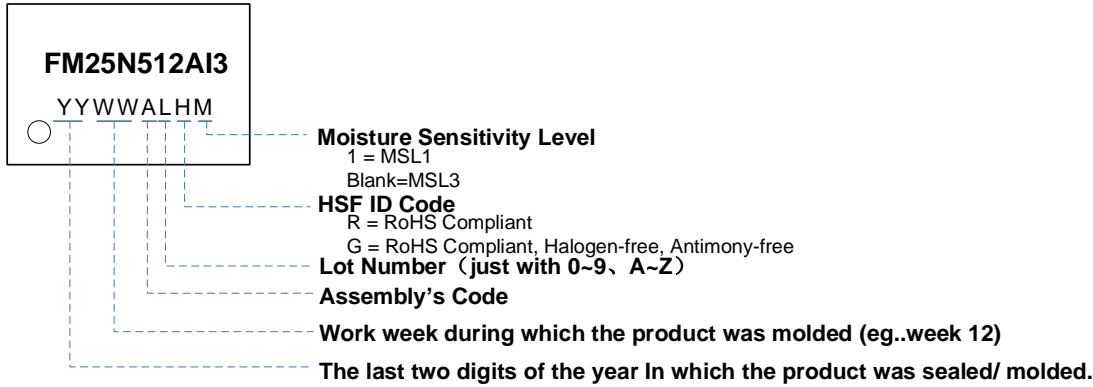 FM25N512AI3
YYWWALHM
Moisture Sensitivity Level
1 = MSL1
Blank=MSL3
HSF ID Code
R = RoHS Compliant
G = RoHS Compliant, Halogen-free, Antimony-free
Lot Number（just with 0~9、A~Z）
Assembly's Code
Work week during which the product was molded (eg..week 12)
The last two digits of the year In which the product was sealed/ molded.